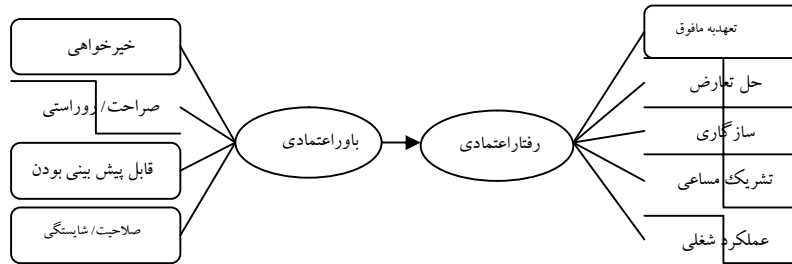 تعهدبه مافوق
خیرخواهی
حل تعارض
صراحت/ روراستی
سازگاری
رفتاراعتمادی
باوراعتمادی
تشریک مساعی
قابل پیش بینی بودن
عملکرد شغلی
صلاحیت/ شایستگی